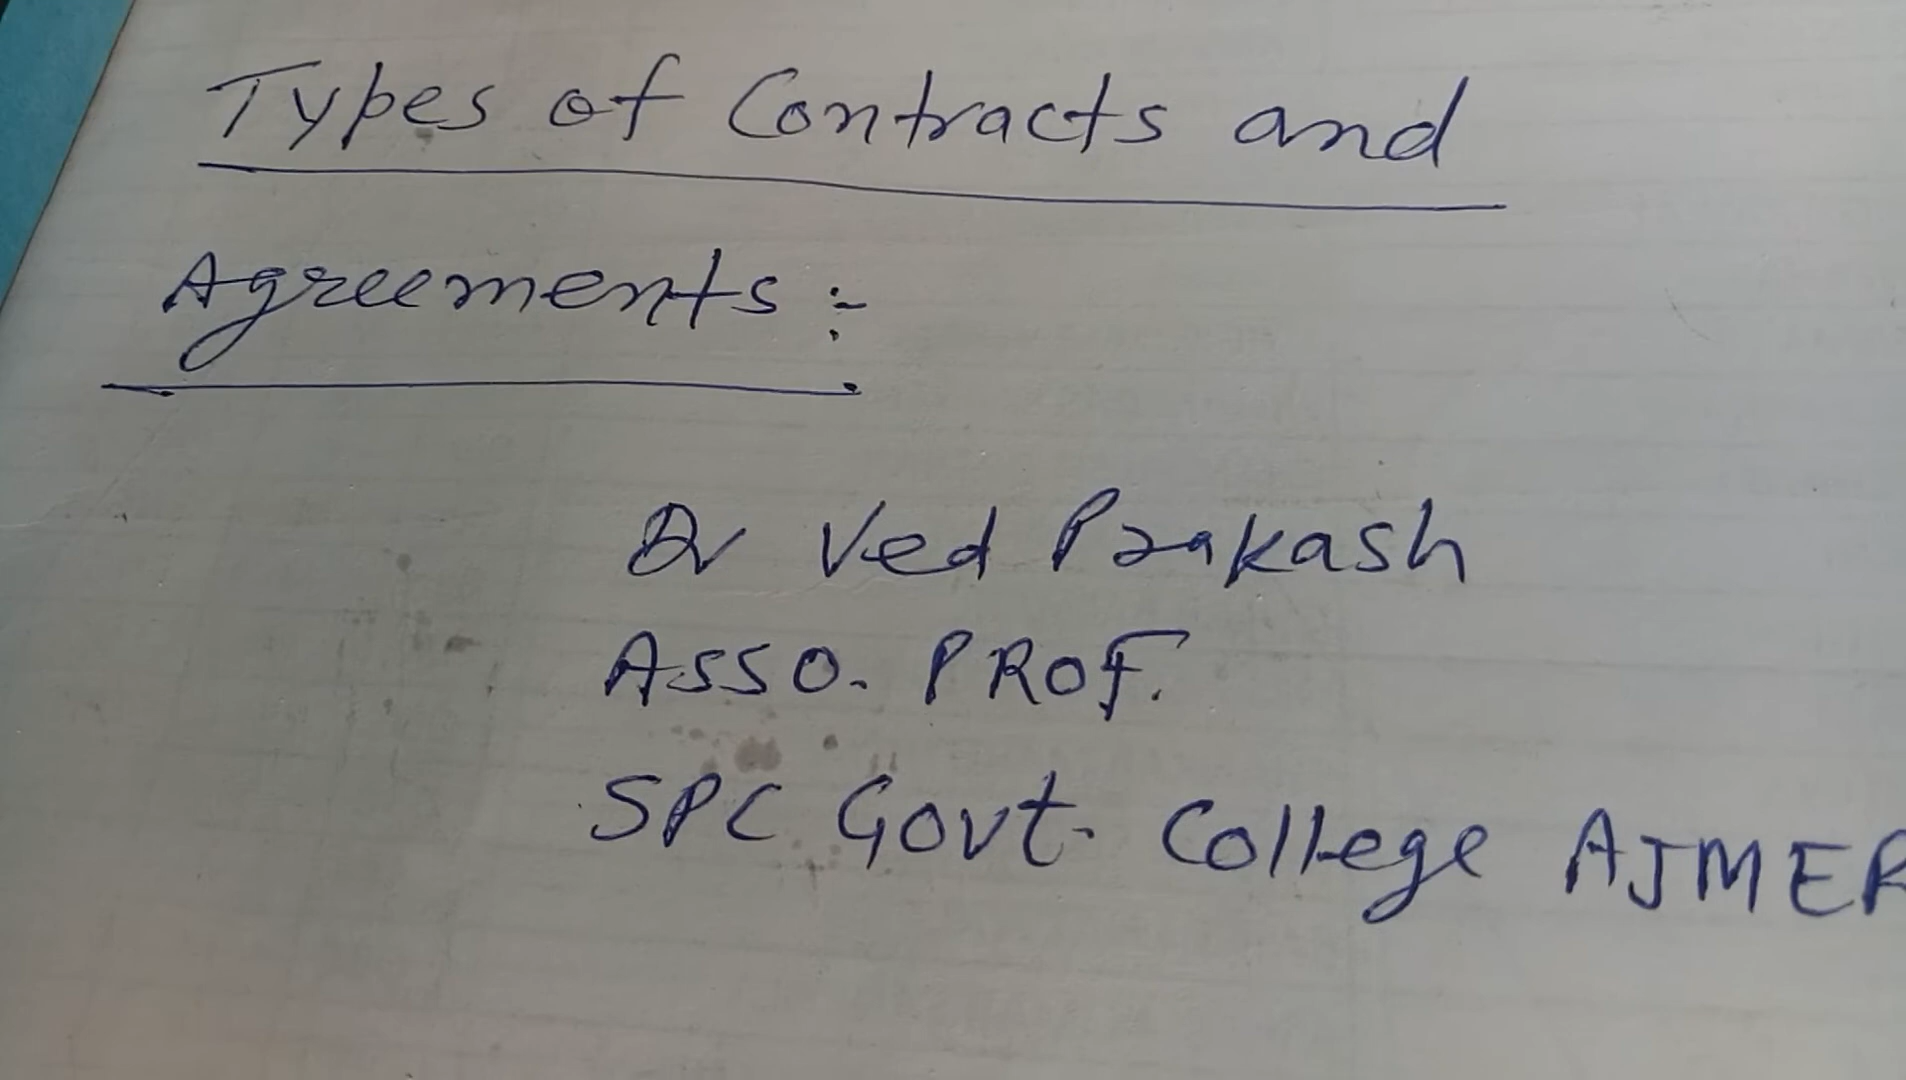 Types of Contracts and
Agreements :-
Dr Ved Prakash
Asso. PROF.
SPC Govt. College AJMER